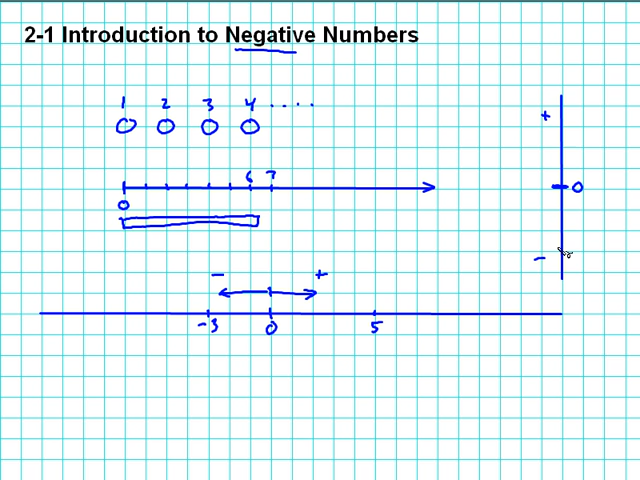 2-1 Introduction to Negative Numbers
1 2 3 4 ....
+
6 7
0
0
-
- +
-3 0 5